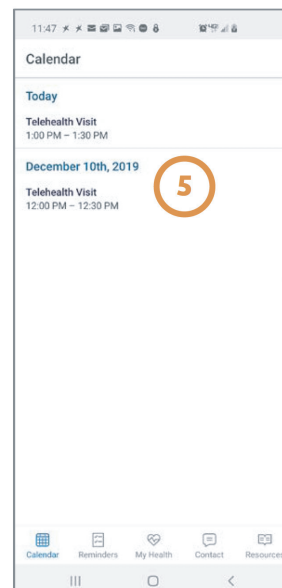 11:47
Calendar
Today
Telehealth Visit
1:00 PM – 1:30 PM
December 10th, 2019
5
Telehealth Visit
12:00 PM – 12:30 PM
Calendar Reminders My Health Contact Resources